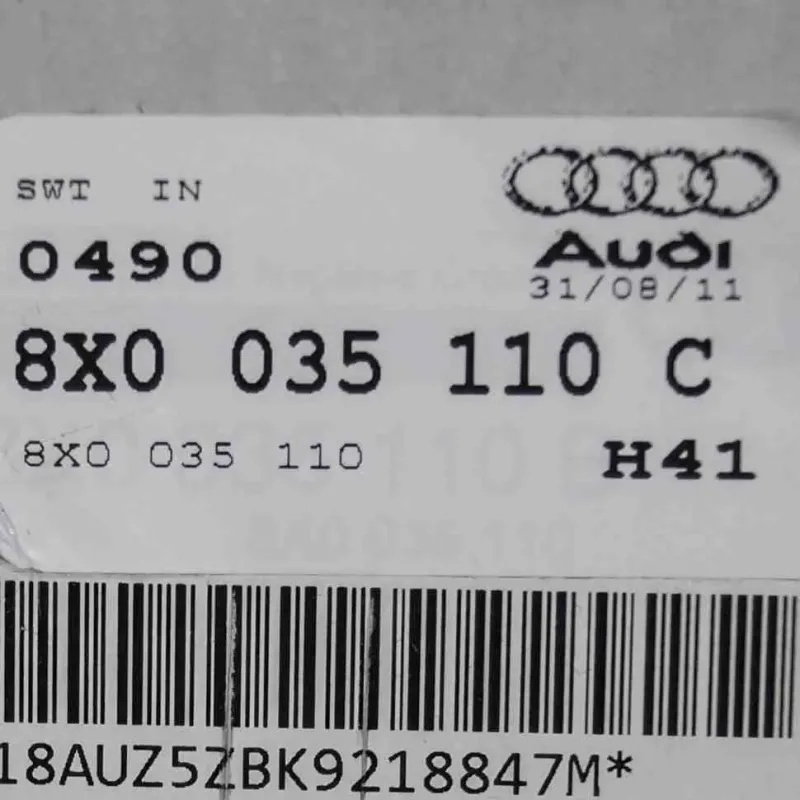 SWT IN
0490
Audi
31/08/11
8X0 035 110 C
8X0 035 110
H41
18AUZ5ZBK9218847M*